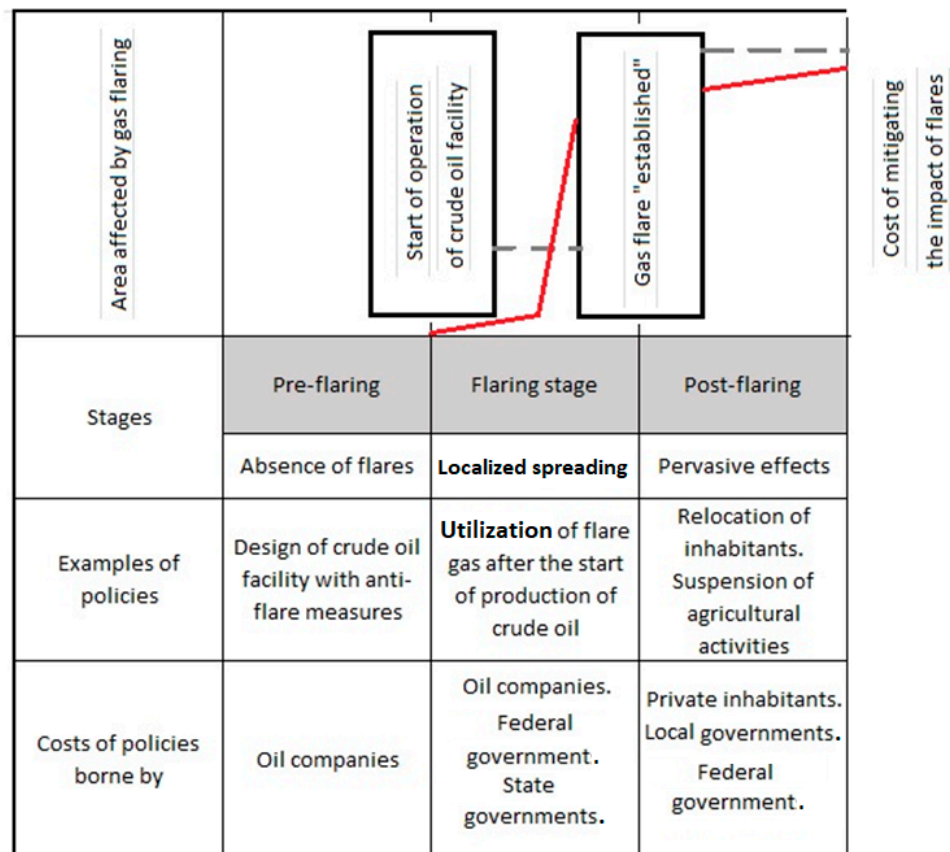 Area affected by gas flaring
Start of operation
of crude oil facility
Gas flare "established"
Cost of mitigating
the impact of flares
Stages
Pre-flaring
Flaring stage
Post-flaring
Absence of flares
Localized spreading
Pervasive effects
Examples of
policies
Design of crude oil
facility with anti-
flare measures
Utilization of flare
gas after the start
of production of
crude oil
Relocation of
inhabitants.
Suspension of
agricultural
activities
Costs of policies
borne by
Oil companies
Oil companies.
Federal
government.
State
governments.
Private inhabitants.
Local governments.
Federal
government.